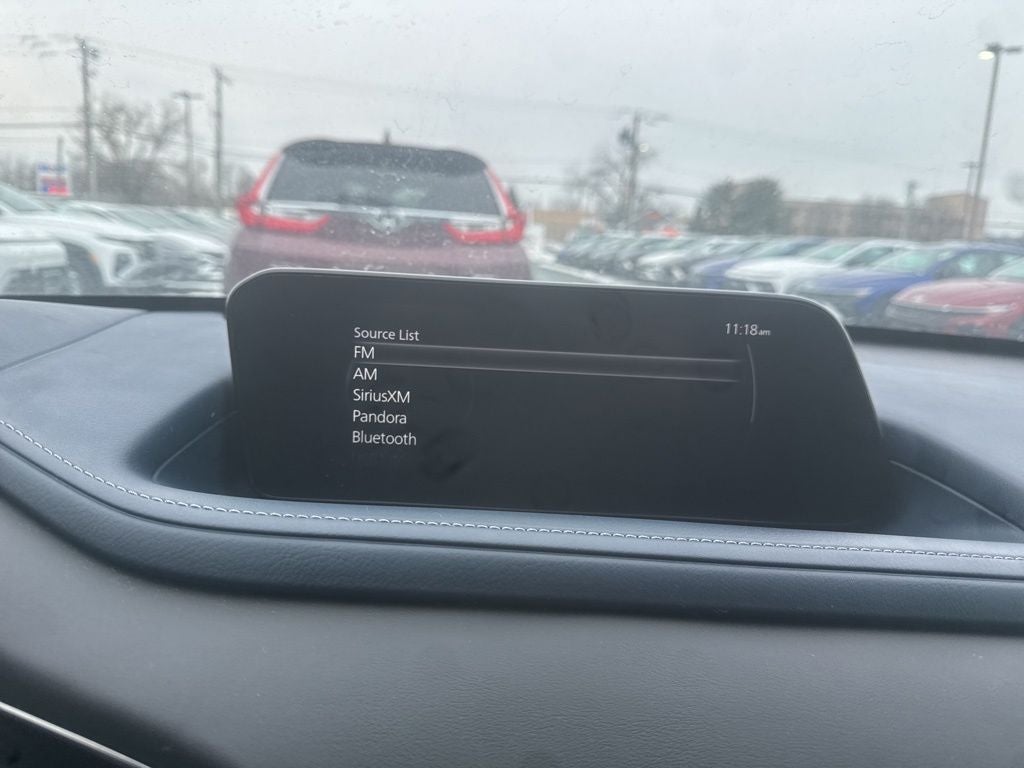 Source List
11:18am
FM
AM
SiriusXM
Pandora
Bluetooth